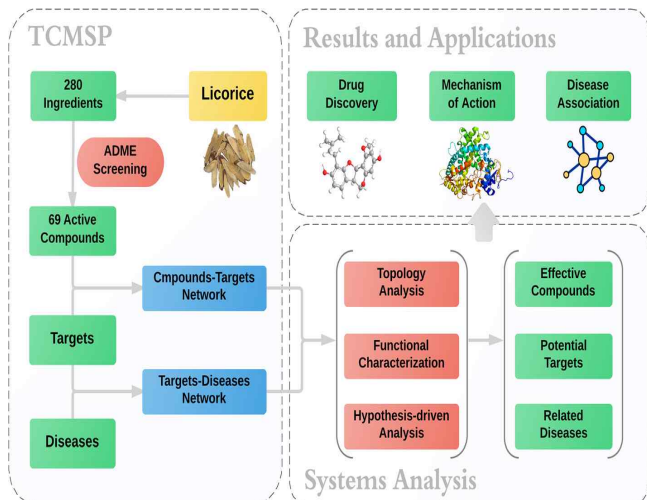 TCMSP
280
Ingredients
Licorice
ADME
Screening
69 Active
Compounds
Cmpounds-Targets
Network
Targets
Targets-Diseases
Network
Diseases
Results and Applications
Drug
Discovery
Mechanism
of Action
Disease
Association
Topology
Analysis
Functional
Characterization
Hypothesis-driven
Analysis
Effective
Compounds
Potential
Targets
Related
Diseases
Systems Analysis